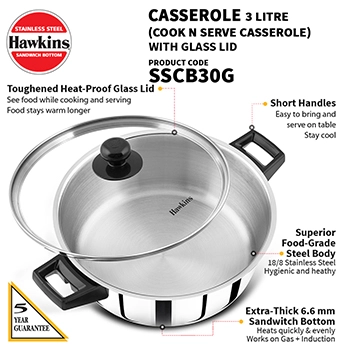 STAINLESS STEEL
Hawkins
SANDWICH BOTTOM
CASSEROLE 3 LITRE
(COOK N SERVE CASSEROLE)
WITH GLASS LID
PRODUCT CODE
SSCB30G
Toughened Heat-Proof Glass Lid
See food while cooking and serving
Food stays warm longer
Short Handles
Easy to bring and
serve on table
Stay cool
Hawkins
Superior
Food-Grade
Steel Body
18/8 Stainless Steel
Hygienic and heathy
Extra-Thick 6.6 mm
Sandwich Bottom
Heats quickly & evenly
Works on Gas + Induction
5
YEAR
GUARANTEE